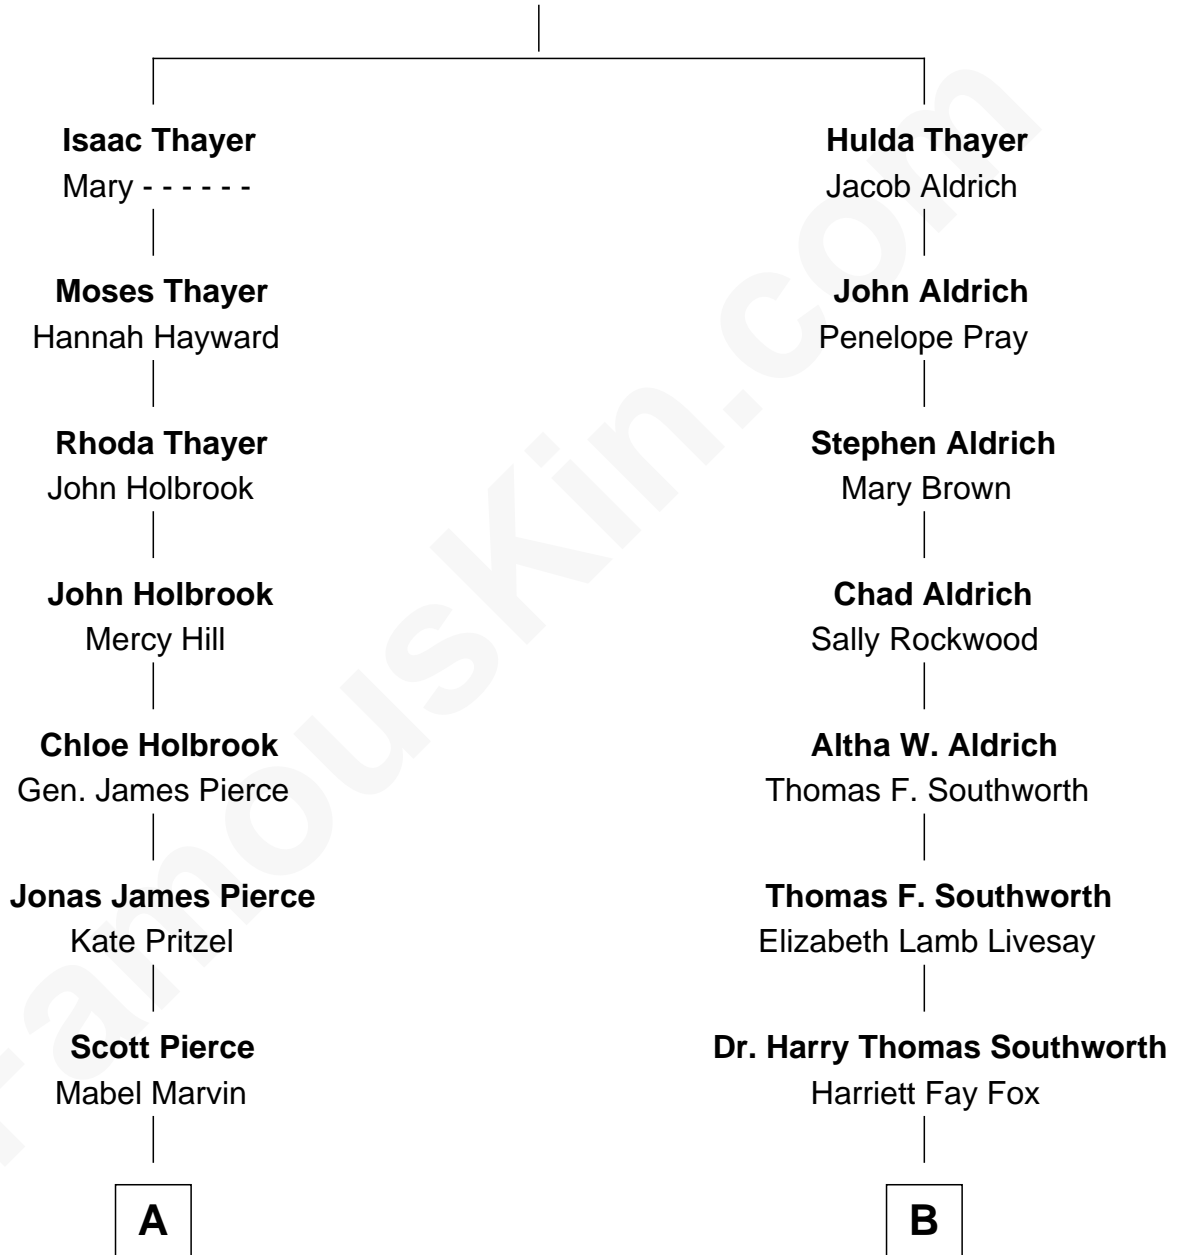 Isaac Thayer
Mary - - - - - -
Hulda Thayer
Jacob Aldrich
Moses Thayer
Hannah Hayward
John Aldrich
Penelope Pray
Rhoda Thayer
John Holbrook
Stephen Aldrich
Mary Brown
John Holbrook
Mercy Hill
Chad Aldrich
Sally Rockwood
Chloe Holbrook
Gen. James Pierce
Altha W. Aldrich
Thomas F. Southworth
Jonas James Pierce
Kate Pritzel
Thomas F. Southworth
Elizabeth Lamb Livesay
Scott Pierce
Mabel Marvin
Dr. Harry Thomas Southworth
Harriett Fay Fox
A
B
FamousKin.com